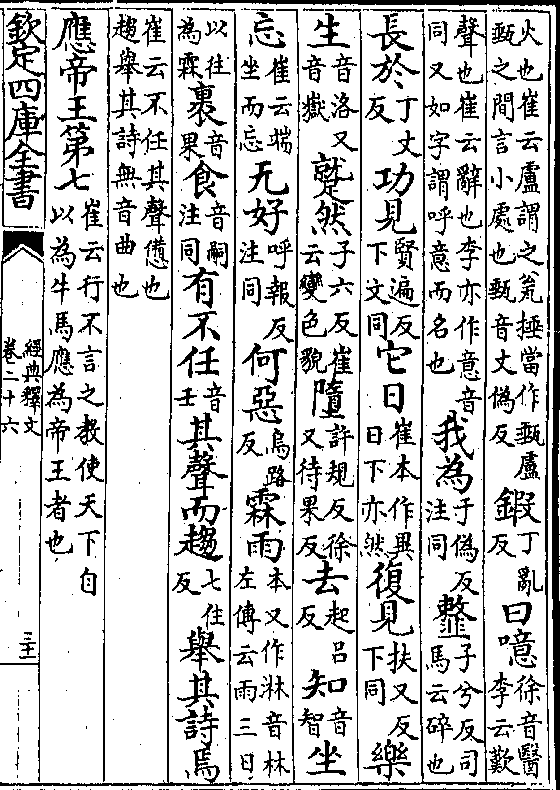 火也崔云盧謂之瓮捶當作甀盧甀之間言小處也甀音丈偽反鍜丁亂反曰噫徐音醫李云歎
聲也崔云辭也李亦作意音同又如字謂呼意而名也我為于偽反注同䪠子兮反司馬云碎也
長於丁丈反功見賢遍反下文同它日崔本作異日下亦然復見扶又反下同樂
生音洛又音嶽蹵然子六反崔云變色貌墮許規反徐又待果反去起呂反知音智坐
忘崔云端坐而忘无好呼報反注同何惡烏路反霖雨本又作淋音林左傳云雨三日
以往為霖裹音果食音嗣注同有不任音壬其聲而趨七住反舉其詩焉
崔云不任其聲憊也趨舉其詩無音曲也
應帝王第七崔云行不言之教使天下自以為牛馬應為帝王者也
欽定四庫全書
經典釋文
卷二十六